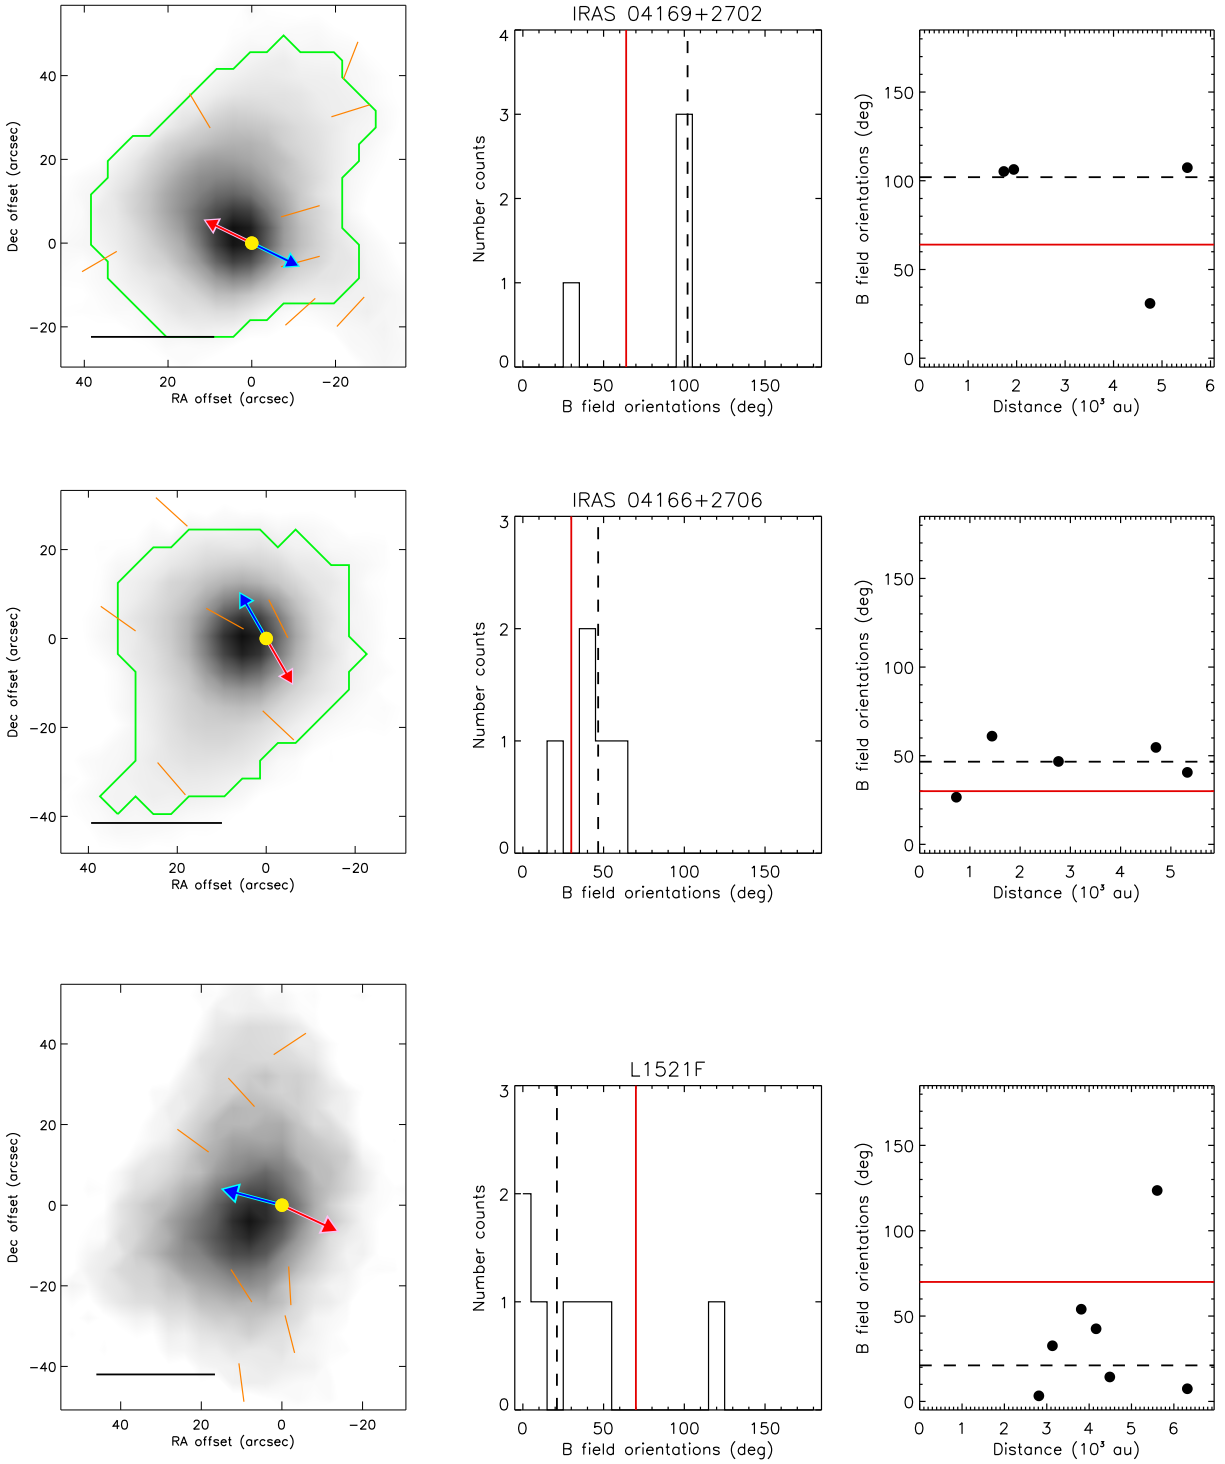 IRAS 04169+2702
40
20
0
−20
Dec offset (arcsec)
40 20 0 −20
RA offset (arcsec)
4
3
2
1
0
Number counts
0 50 100 150
B field orientations (deg)
150
100
50
0
B field orientations (deg)
0 1 2 3 4 5 6
Distance (10³ au)
IRAS 04166+2706
20
0
−20
−40
Dec offset (arcsec)
40 20 0 −20
RA offset (arcsec)
3
2
1
0
Number counts
0 50 100 150
B field orientations (deg)
150
100
50
0
B field orientations (deg)
0 1 2 3 4 5
Distance (10³ au)
L1521F
40
20
0
−20
−40
Dec offset (arcsec)
40 20 0 −20
RA offset (arcsec)
3
2
1
0
Number counts
0 50 100 150
B field orientations (deg)
150
100
50
0
B field orientations (deg)
0 1 2 3 4 5 6
Distance (10³ au)